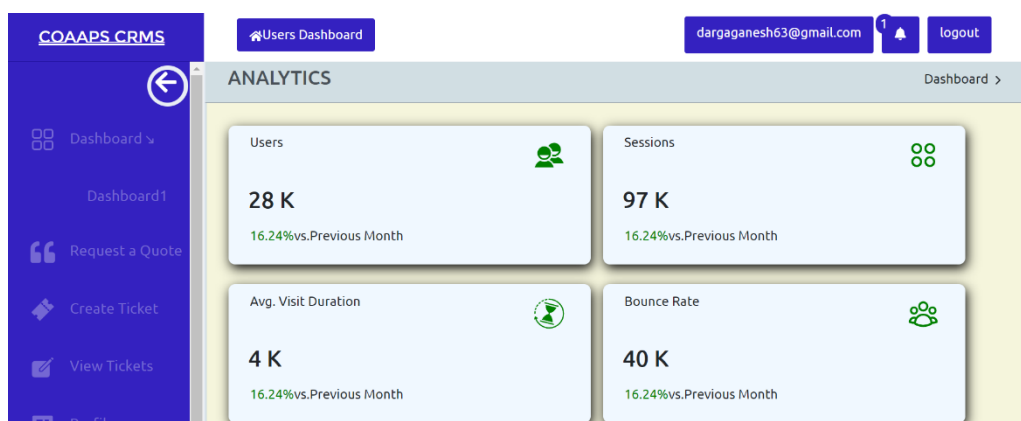 COAAPS CRMS
Users Dashboard
dargaganesh63@gmail.com
1
logout
ANALYTICS
Dashboard >
Dashboard ↘
Dashboard1
Request a Quote
Create Ticket
View Tickets
Users
28 K
16.24%vs.Previous Month
Sessions
97 K
16.24%vs.Previous Month
Avg. Visit Duration
4 K
16.24%vs.Previous Month
Bounce Rate
40 K
16.24%vs.Previous Month